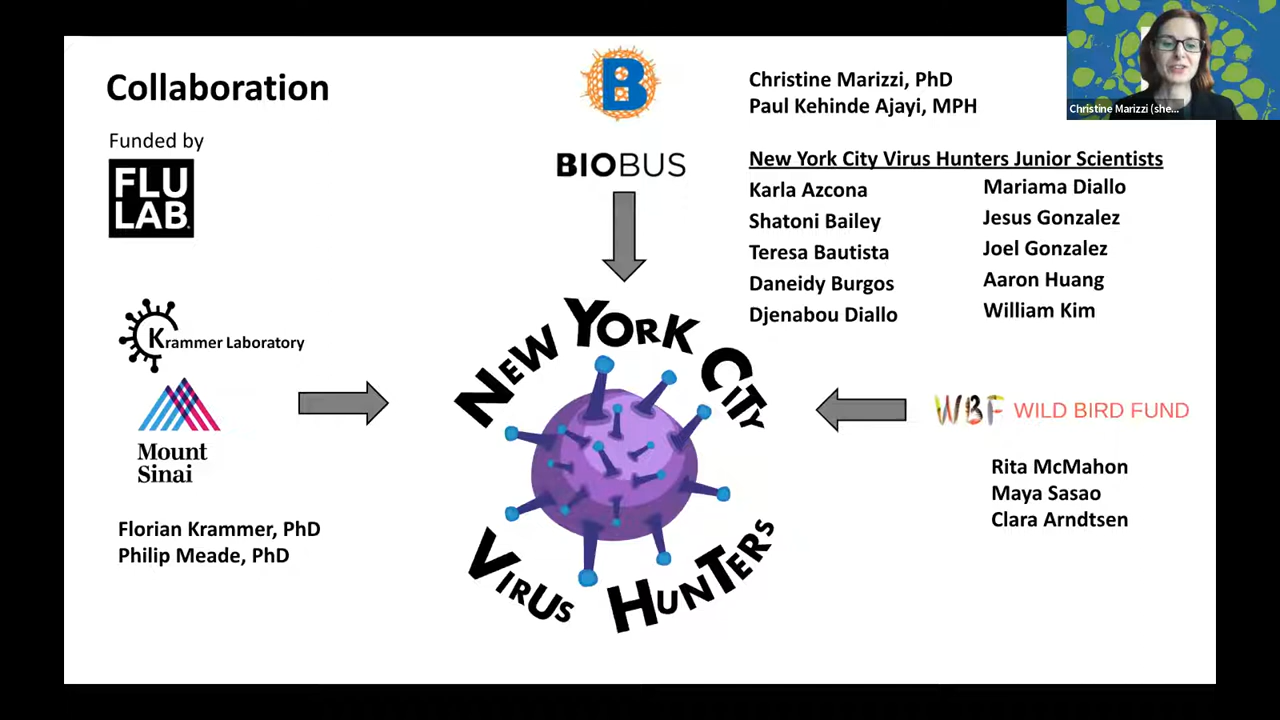 Collaboration
Funded by
FLU
LAB
Krammer Laboratory
Mount
Sinai
Florian Krammer, PhD
Philip Meade, PhD
B
BIOBUS
NEW YORK CITY
VIRUS HUNTERS
Christine Marizzi, PhD
Paul Kehinde Ajayi, MPH
New York City Virus Hunters Junior Scientists
Karla Azcona
Shatoni Bailey
Teresa Bautista
Daneidy Burgos
Djenabou Diallo
Mariama Diallo
Jesus Gonzalez
Joel Gonzalez
Aaron Huang
William Kim
WBF WILD BIRD FUND
Rita McMahon
Maya Sasao
Clara Arndtsen
Christine Marizzi (she...